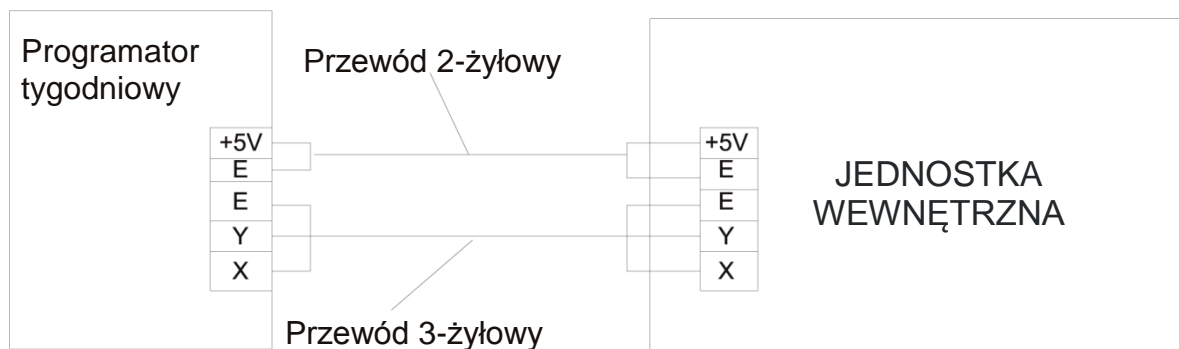 Programator
tygodniowy
Przewód 2-żyłowy
+5V
E
E
Y
X
+5V
E
E
Y
X
JEDNOSTKA
WEWNĘTRZNA
Przewód 3-żyłowy